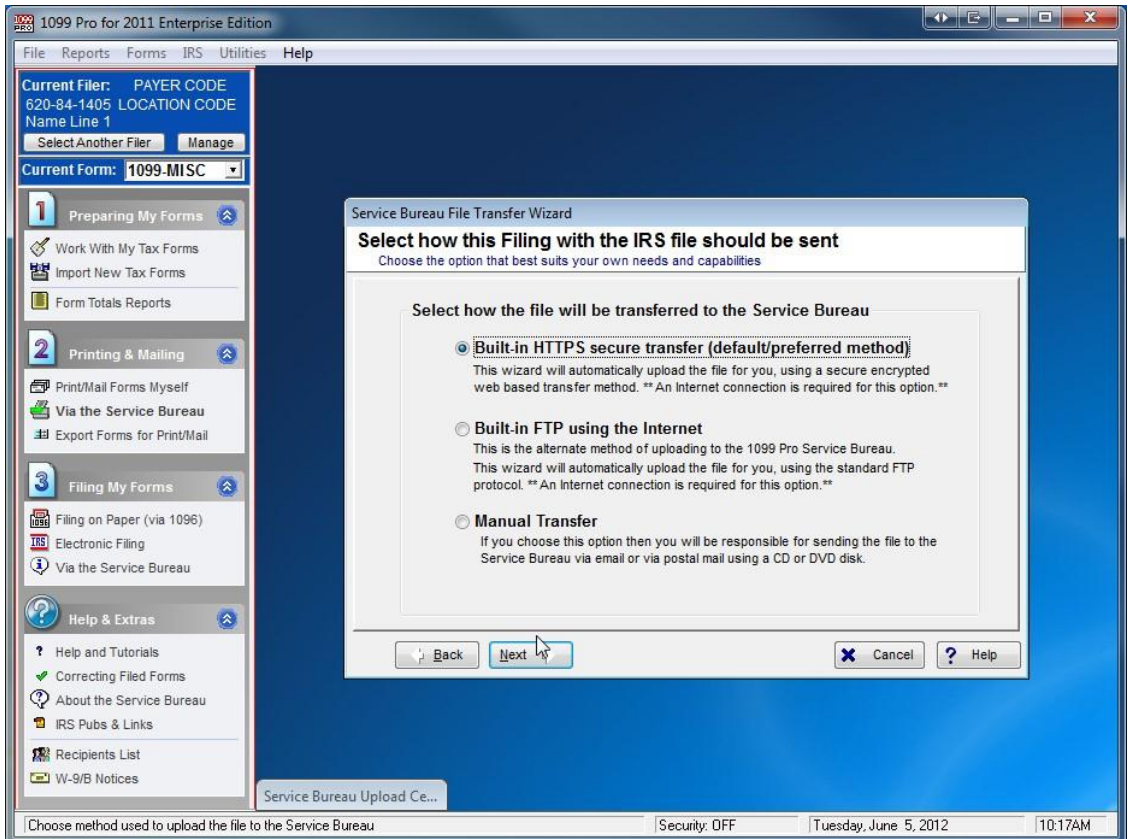 1099 Pro for 2011 Enterprise Edition
File Reports Forms IRS Utilities Help
Current Filer: PAYER CODE
620-84-1405 LOCATION CODE
Name Line 1
Select Another Filer Manage
Current Form: 1099-MISC
1 Preparing My Forms
Work With My Tax Forms
Import New Tax Forms
Form Totals Reports
2 Printing & Mailing
Print/Mail Forms Myself
Via the Service Bureau
Export Forms for Print/Mail
3 Filing My Forms
Filing on Paper (via 1096)
IRS Electronic Filing
Via the Service Bureau
? Help & Extras
? Help and Tutorials
Correcting Filed Forms
? About the Service Bureau
IRS Pubs & Links
Recipients List
W-9/B Notices
Service Bureau File Transfer Wizard
Select how this Filing with the IRS file should be sent
Choose the option that best suits your own needs and capabilities
Select how the file will be transferred to the Service Bureau
Built-in HTTPS secure transfer (default/preferred method)
This wizard will automatically upload the file for you, using a secure encrypted
web based transfer method. ** An Internet connection is required for this option.**
Built-in FTP using the Internet
This is the alternate method of uploading to the 1099 Pro Service Bureau.
This wizard will automatically upload the file for you, using the standard FTP
protocol. ** An Internet connection is required for this option.**
Manual Transfer
If you choose this option then you will be responsible for sending the file to the
Service Bureau via email or via postal mail using a CD or DVD disk.
Back Next X Cancel ? Help
Service Bureau Upload Ce...
Choose method used to upload the file to the Service Bureau Security: OFF Tuesday, June 5, 2012 10:17AM